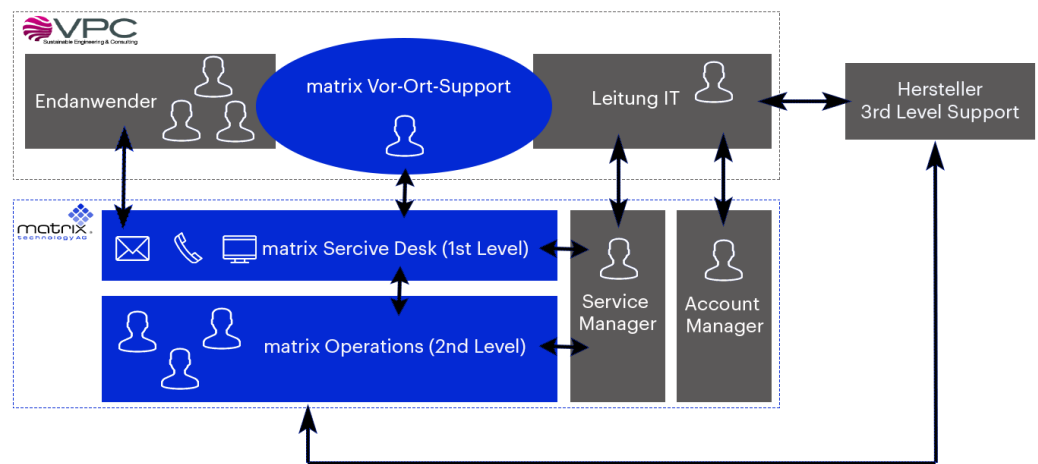 VPC
Sustainable Engineering & Consulting
Endanwender
matrix Vor-Ort-Support
Leitung IT
Hersteller
3rd Level Support
matrix
technology AG
matrix Sercive Desk (1st Level)
matrix Operations (2nd Level)
Service
Manager
Account
Manager